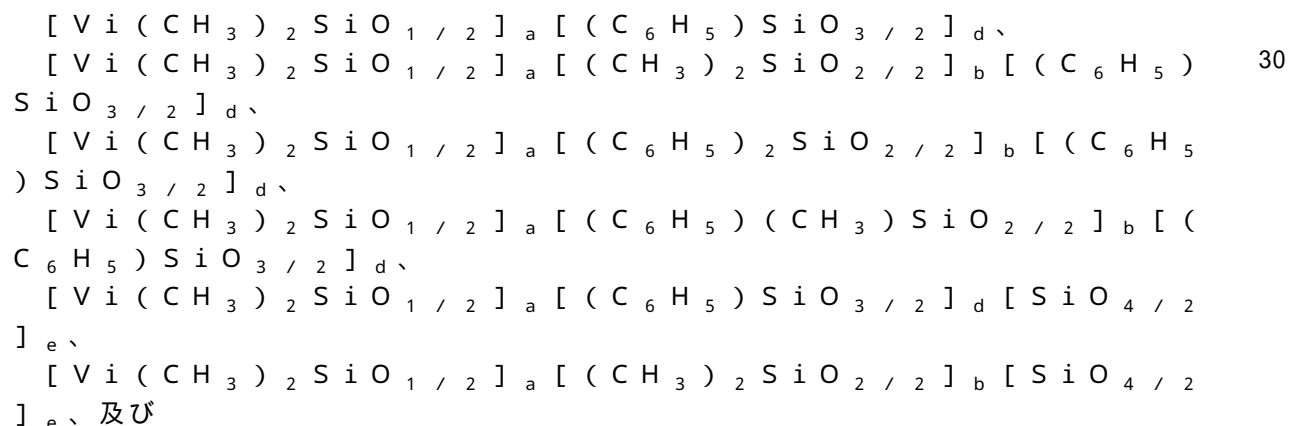 [Vi(CH3)2SiO1/2]a[(C6H5)SiO3/2]d、
[Vi(CH3)2SiO1/2]a[(CH3)2SiO2/2]b[(C6H5) 30
SiO3/2]d、
[Vi(CH3)2SiO1/2]a[(C6H5)2SiO2/2]b[(C6H5
)SiO3/2]d、
[Vi(CH3)2SiO1/2]a[(C6H5)(CH3)SiO2/2]b[(
C6H5)SiO3/2]d、
[Vi(CH3)2SiO1/2]a[(C6H5)SiO3/2]d[SiO4/2
]e、
[Vi(CH3)2SiO1/2]a[(CH3)2SiO2/2]b[SiO4/2
]e、及び